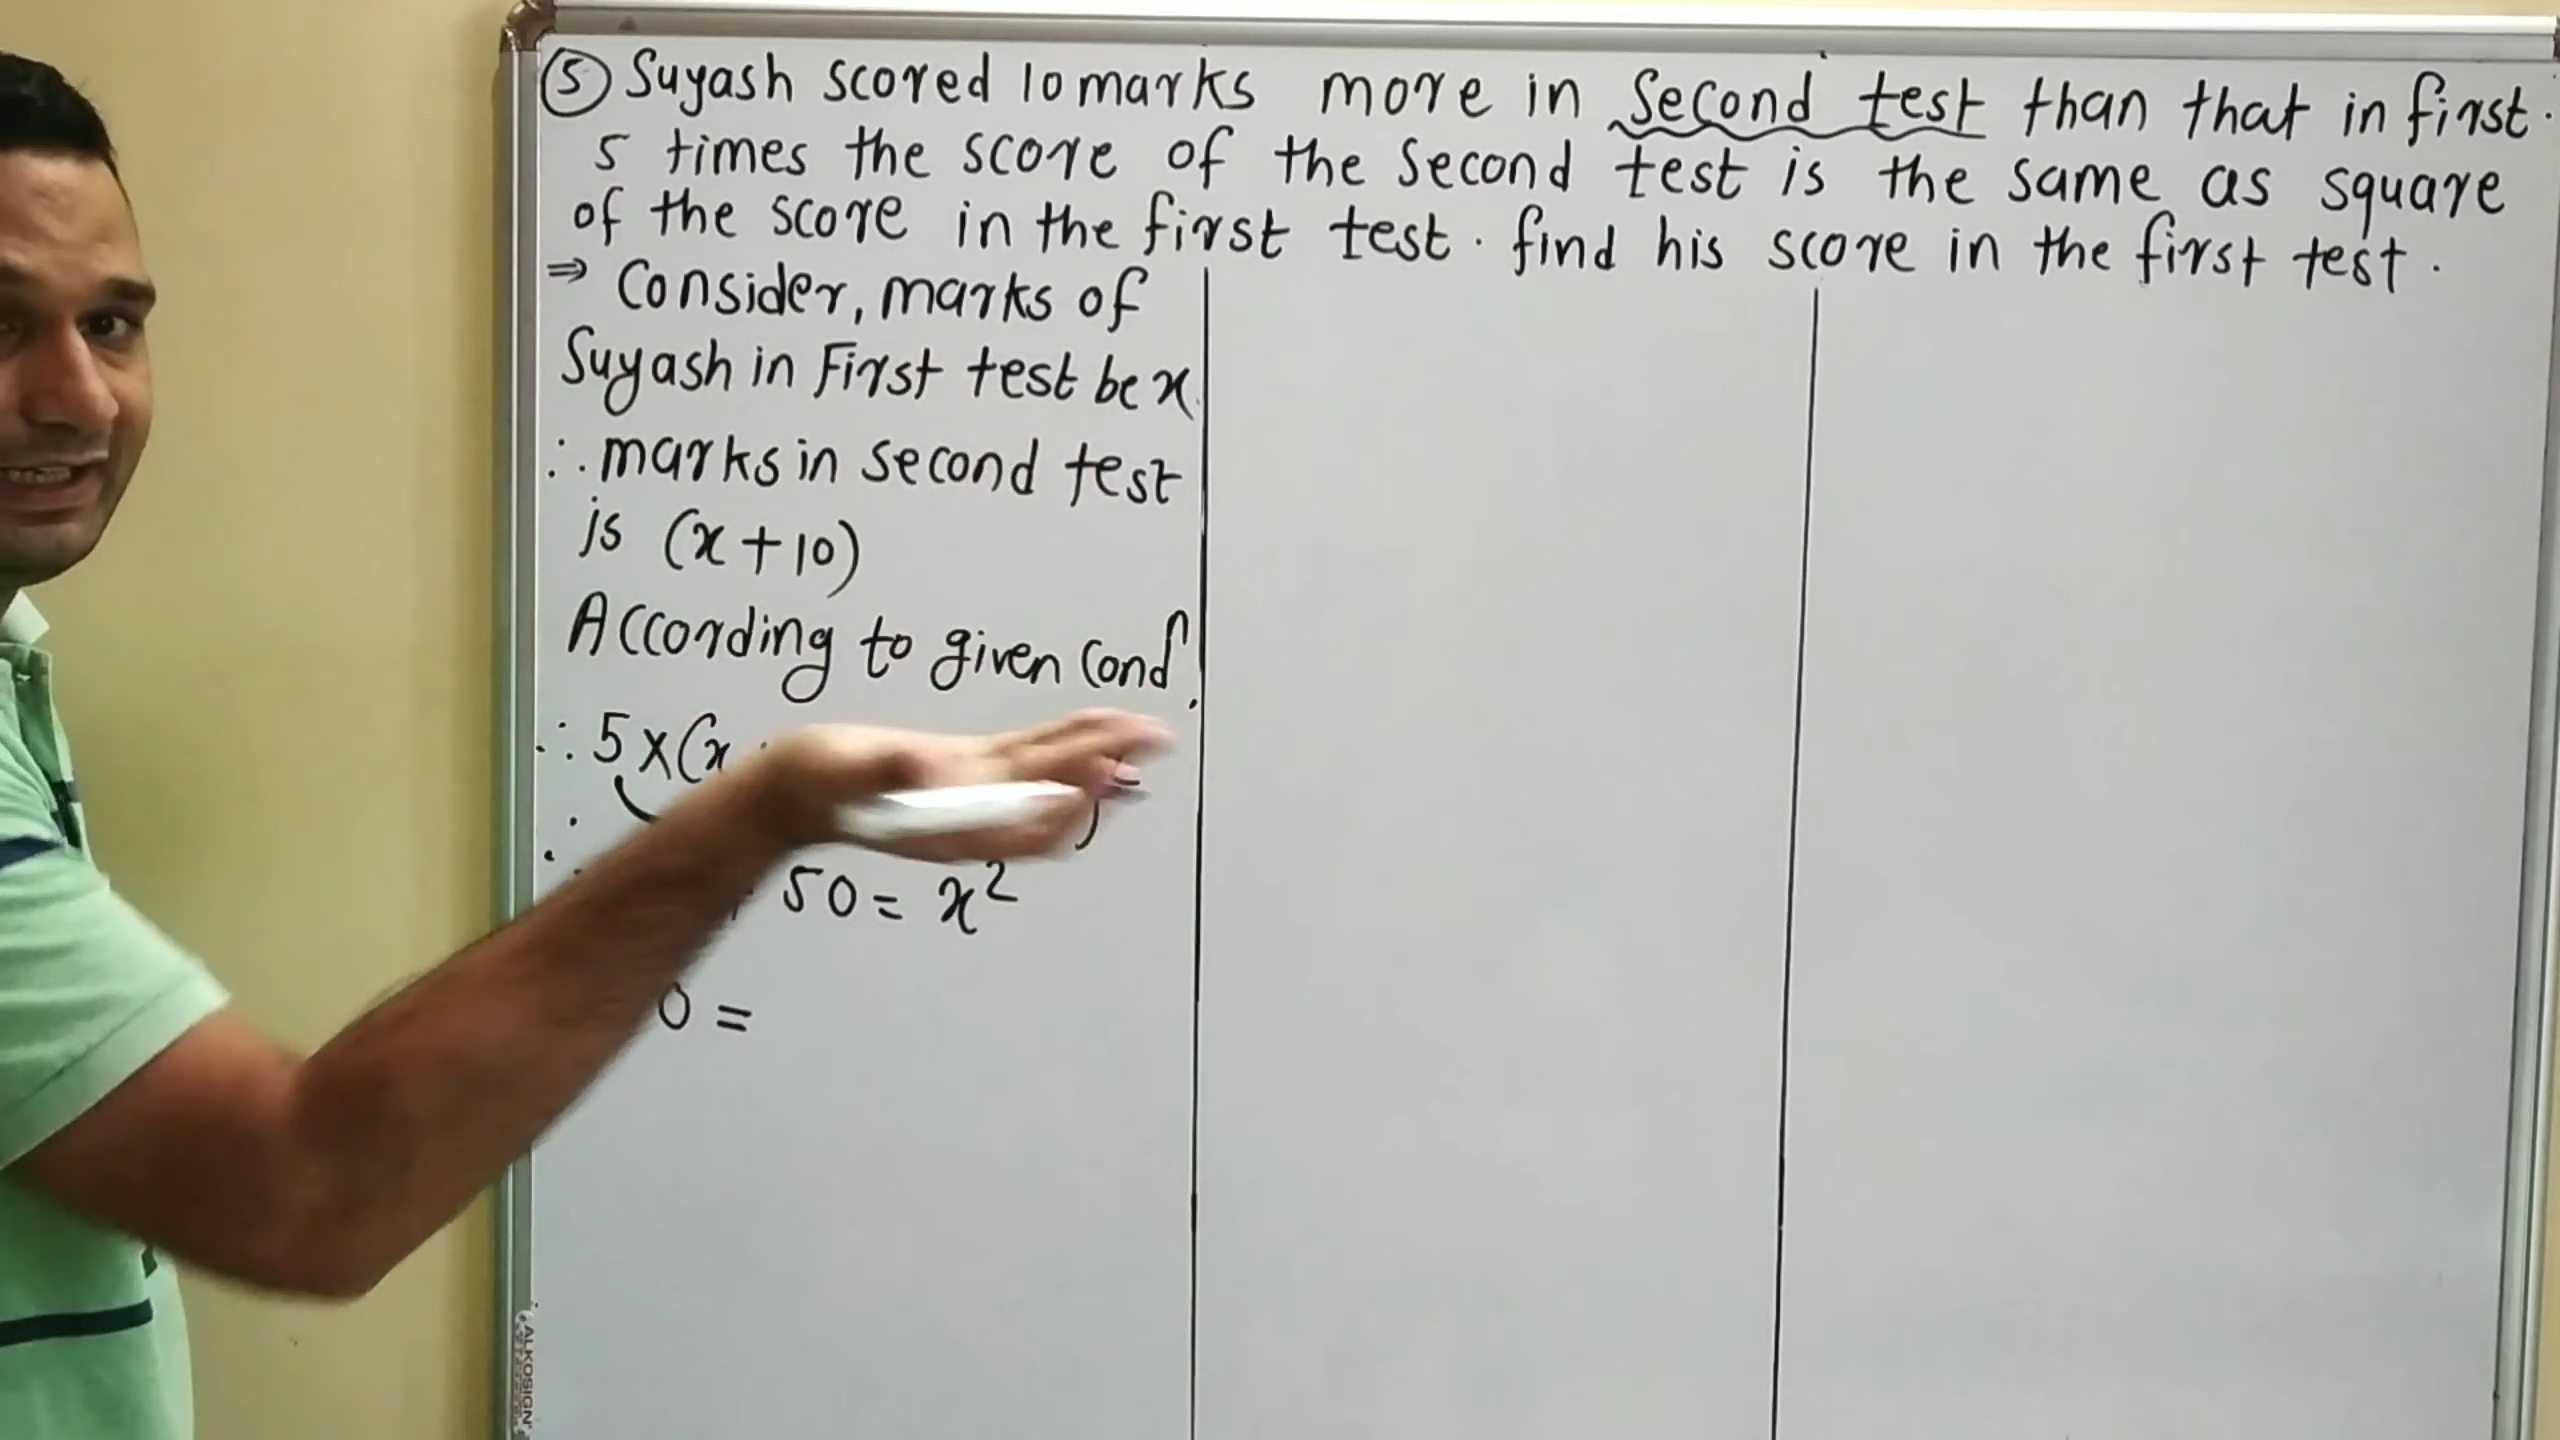 ⑤ Suyash scored 10 marks more in second test than that in first.
5 times the score of the second test is the same as square
of the score in the first test. find his score in the first test.
⇒ Consider, marks of
Suyash in First test be x
∴ marks in second test
is (x+10)
According to given Condⁿ.
∴ 5×(x
50 = x²
0 =
ALKOSIGN